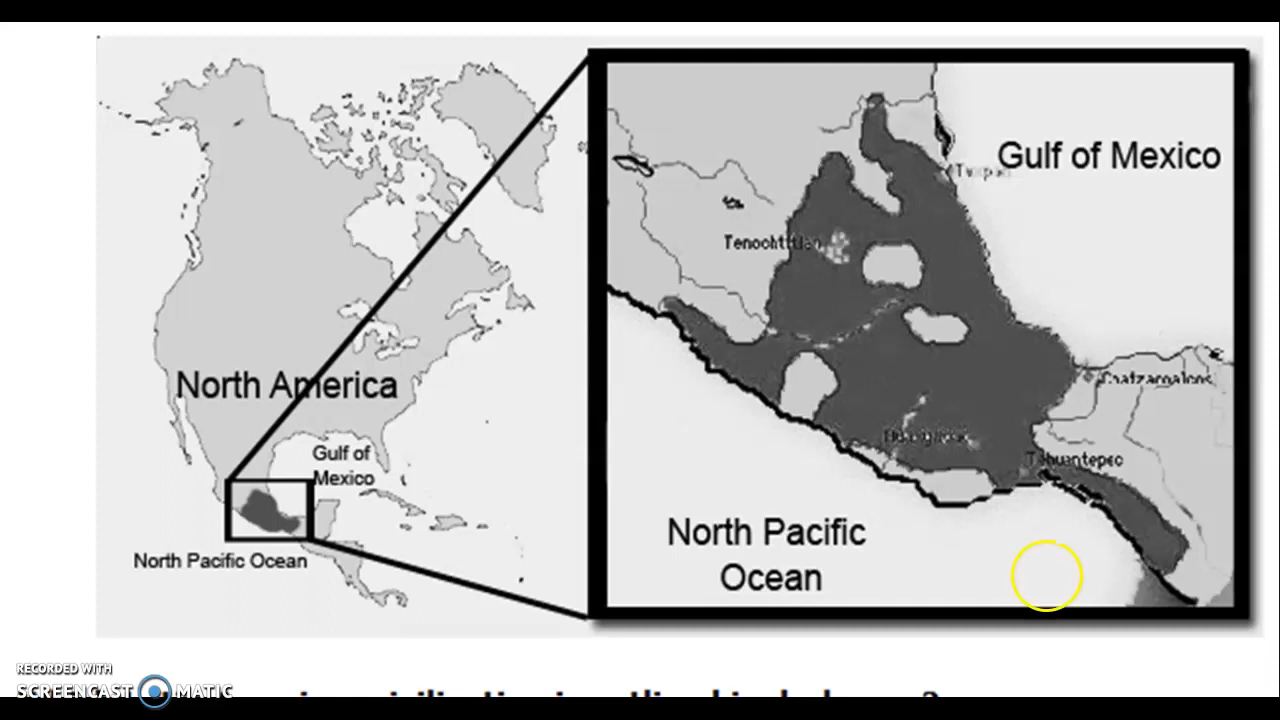 Gulf of Mexico
Tuxpan
Tenochtitlan
North America
Coatzacoalcos
Gulf of
Mexico
Tehuantepec
North Pacific
Ocean
North Pacific Ocean
RECORDED WITH
SCREENCAST MATIC